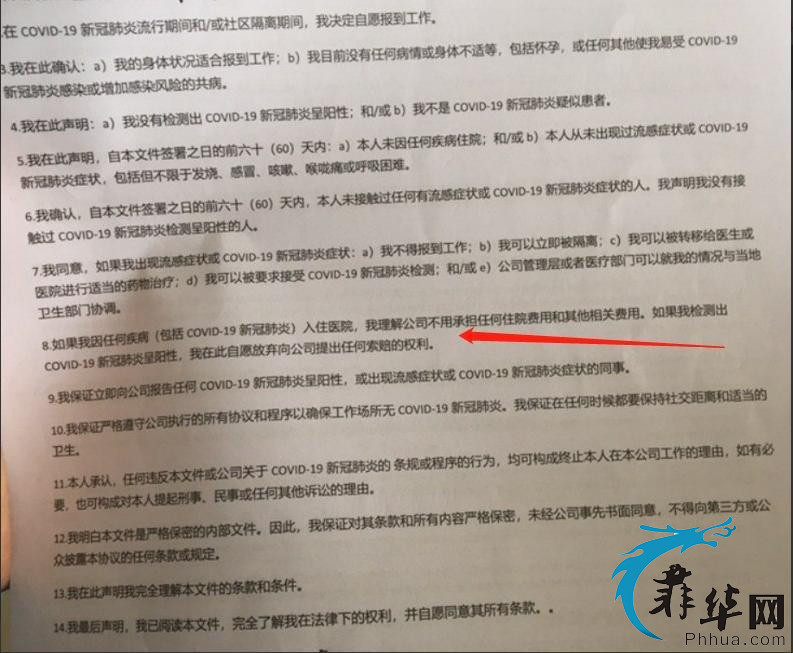 在 COVID-19 新冠肺炎流行期间和/或社区隔离期间，我决定自愿报到工作。
3.我在此确认：a）我的身体状况适合报到工作；b）我目前没有任何病情或身体不适等，包括怀孕，或任何其他使我易受 COVID-19
新冠肺炎感染或增加感染风险的共病。
4.我在此声明：a）我没有检测出 COVID-19 新冠肺炎呈阳性；和/或 b）我不是 COVID-19 新冠肺炎疑似患者。
5.我在此声明，自本文件签署之日的前六十（60）天内：a）本人未因任何疾病住院；和/或 b）本人从未出现过流感症状或 COVID-19
新冠肺炎症状，包括但不限于发烧、感冒、咳嗽、喉咙痛或呼吸困难。
6.我确认，自本文件签署之日的前六十（60）天内，本人未接触过任何有流感症状或 COVID-19 新冠肺炎症状的人。我声明我没有接
触过 COVID-19 新冠肺炎检测呈阳性的人。
7.我同意，如果我出现流感症状或 COVID-19 新冠肺炎症状：a）我不得报到工作；b）我可以立即被隔离；c）我可以被转移给医生或
医院进行适当的药物治疗；d）我可以被要求接受 COVID-19 新冠肺炎检测；和/或 e）公司管理层或者医疗部门可以就我的情况与当地
卫生部门协调。
8.如果我因任何疾病（包括 COVID-19 新冠肺炎）入住医院，我理解公司不用承担任何住院费用和其他相关费用。如果我检测出
COVID-19 新冠肺炎呈阳性，我在此自愿放弃向公司提出任何索赔的权利。
9.我保证立即向公司报告任何 COVID-19 新冠肺炎呈阳性，或出现流感症状或 COVID-19 新冠肺炎症状的同事。
10.我保证严格遵守公司执行的所有协议和程序以确保工作场所无 COVID-19 新冠肺炎。我保证在任何时候都要保持社交距离和适当的
卫生。
11.本人承认，任何违反本文件或公司关于 COVID-19 新冠肺炎的 条规或程序的行为，均可构成终止本人在本公司工作的理由，如有必
要，也可构成对本人提起刑事、民事或任何其他诉讼的理由。
12.我明白本文件是严格保密的内部文件。因此，我保证对其条款和所有内容严格保密，未经公司事先书面同意，不得向第三方或公
众披露本协议的任何条款或规定。
13.我在此声明我完全理解本文件的条款和条件。
14.我最后声明，我已阅读本文件，完全了解我在法律下的权利，并自愿同意其所有条款。。
菲华网
Phhua.com